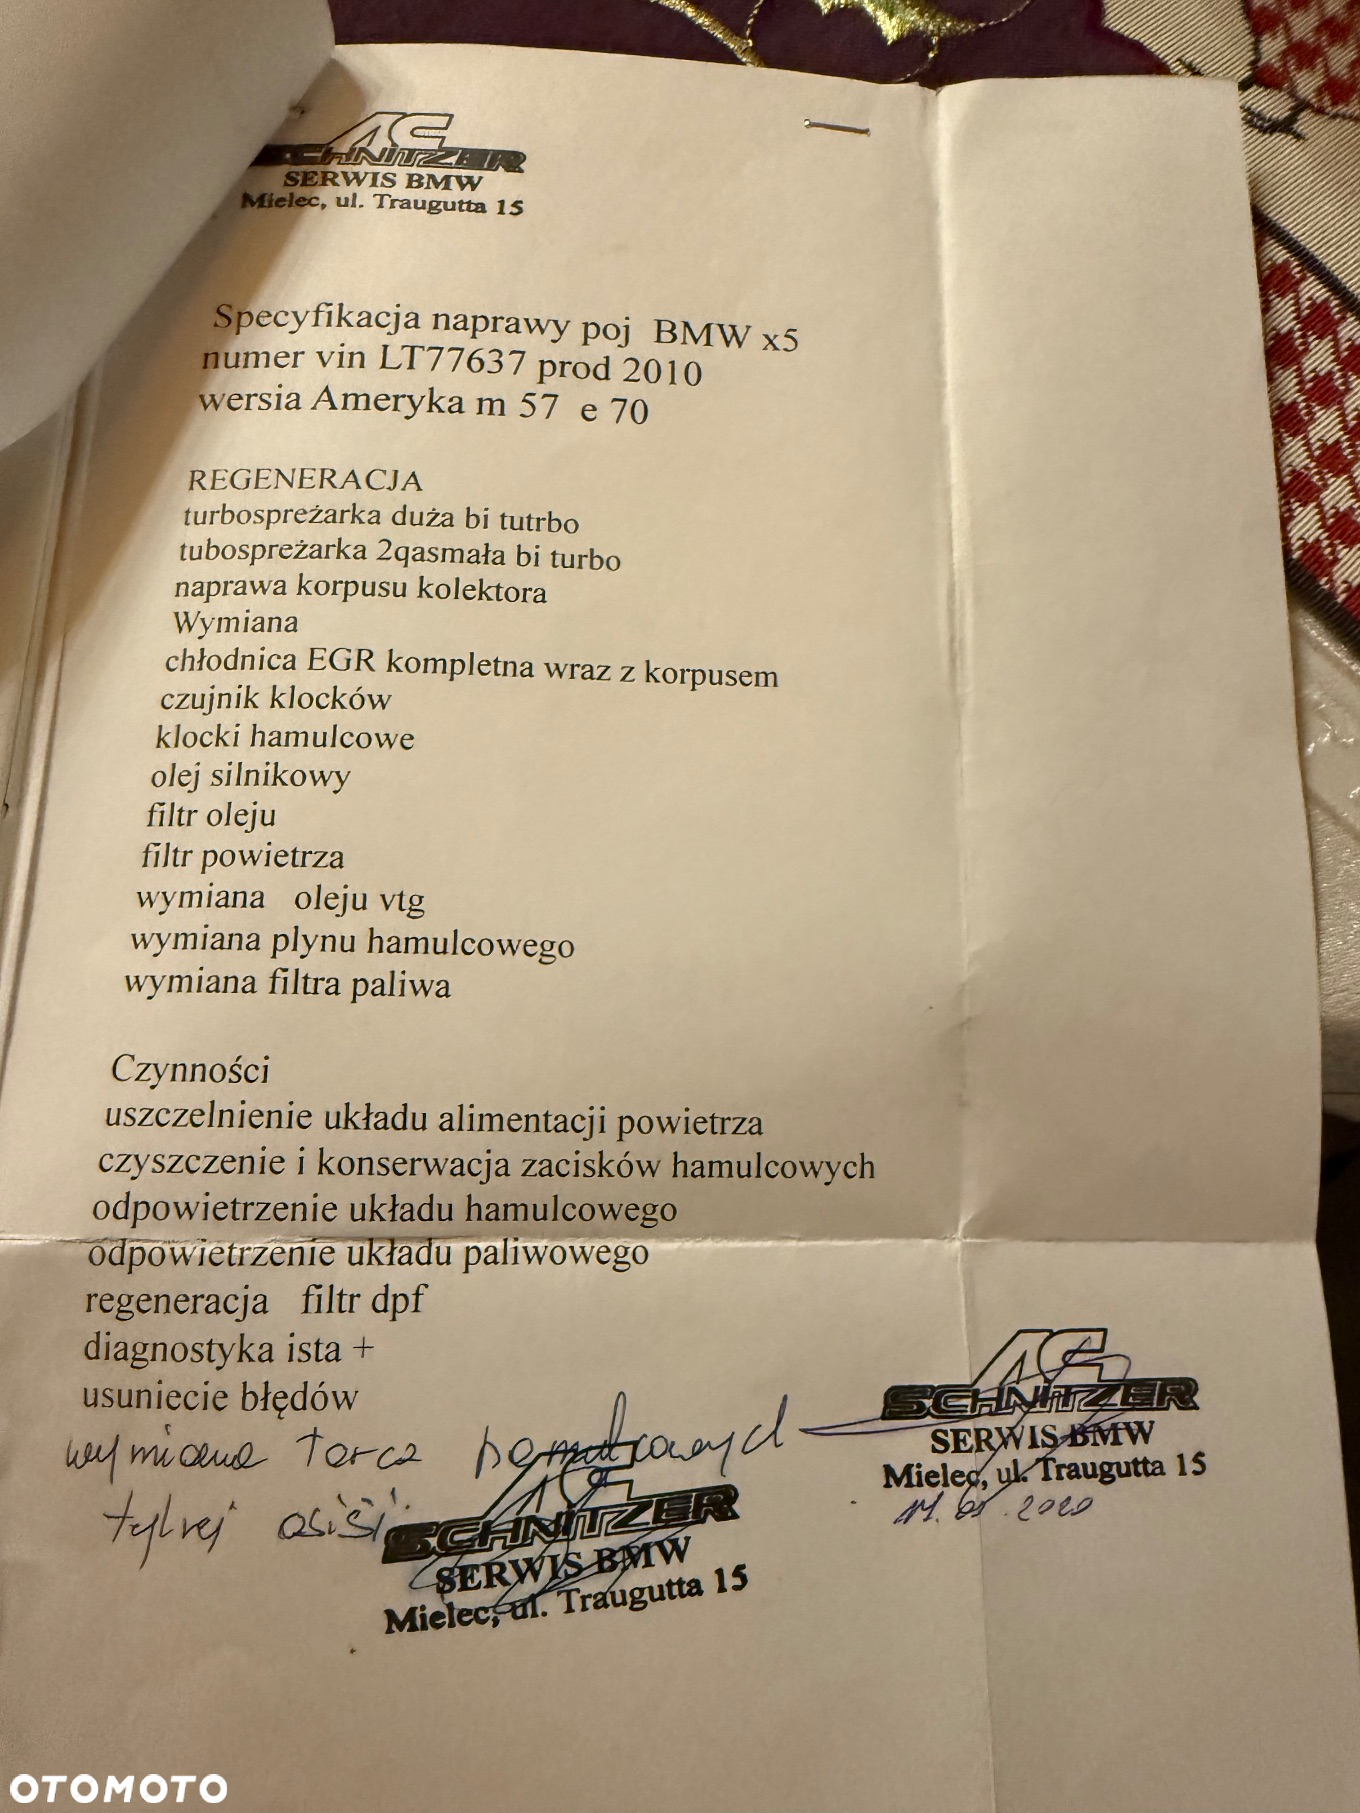 AC
SCHNITZER
SERWIS BMW
Mielec, ul. Traugutta 15
Specyfikacja naprawy poj BMW x5
numer vin LT77637 prod 2010
wersia Ameryka m 57 e 70
REGENERACJA
turbosprężarka duża bi tutrbo
tubosprężarka 2qasmała bi turbo
naprawa korpusu kolektora
Wymiana
chłodnica EGR kompletna wraz z korpusem
czujnik klocków
klocki hamulcowe
olej silnikowy
filtr oleju
filtr powietrza
wymiana oleju vtg
wymiana plynu hamulcowego
wymiana filtra paliwa
Czynności
uszczelnienie układu alimentacji powietrza
czyszczenie i konserwacja zacisków hamulcowych
odpowietrzenie układu hamulcowego
odpowietrzenie układu paliwowego
regeneracja filtr dpf
diagnostyka ista +
usuniecie błędów
wymiana tarcz hamulcowych
tylnej osi
AC
SCHNITZER
SERWIS BMW
Mielec, ul. Traugutta 15
AC
SCHNITZER
SERWIS BMW
Mielec, ul. Traugutta 15
2020
OTOMOTO